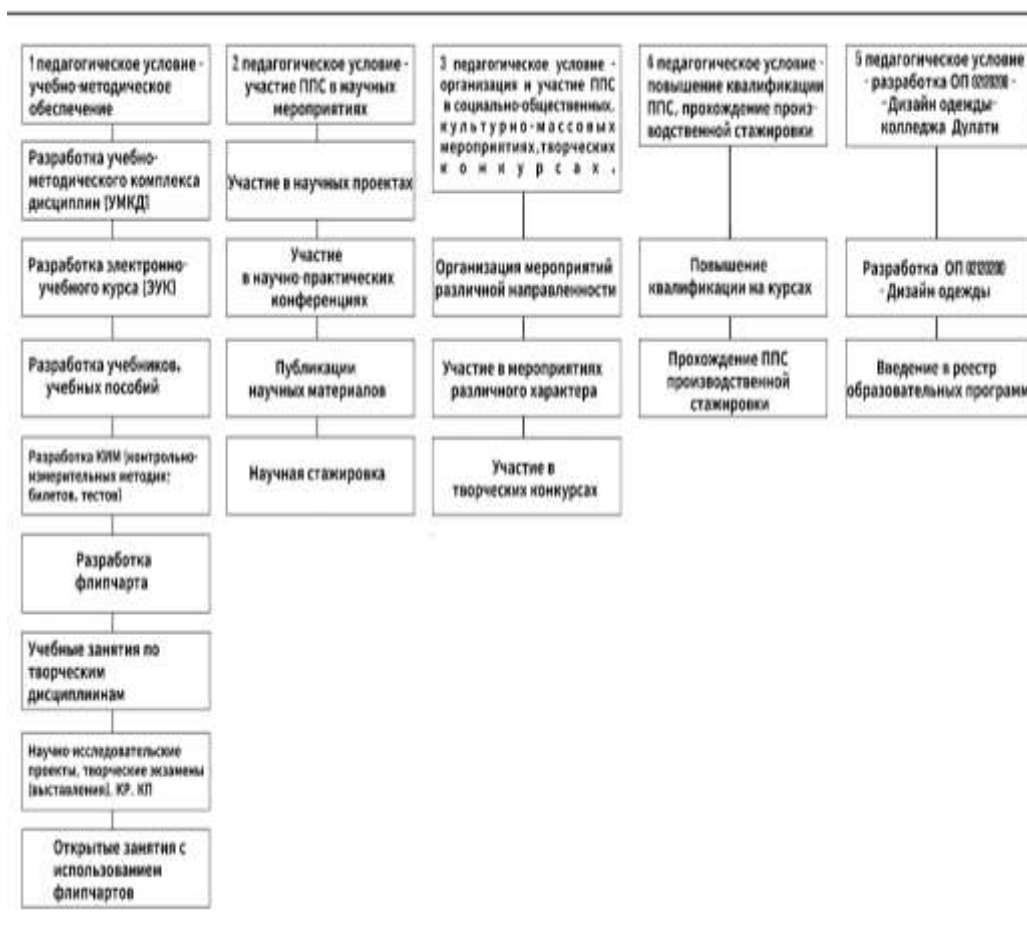 1 педагогическое условие -
учебно-методическое
обеспечение
Разработка учебно-
методического комплекса
дисциплин (УМКД)
Разработка электронно-
учебного курса (ЭУК)
Разработка учебников,
учебных пособий
Разработка КИМ (контрольно-
измерительных методик:
билетов, тестов)
Разработка
флипчарта
Учебные занятия по
творческим
дисциплиинам
Научно исследовательские
проекты, творческие экзамены
(выставления), КР, КП
Открытые занятия с
использованием
флипчартов
2 педагогическое условие -
участие ППС в научных
мероприятиях
Участие в научных проектах
Участие
в научно-практических
конференциях
Публикации
научных материалов
Научная стажировка
3 педагогическое условие -
организация и участие ППС
в социально-общественных,
культурно-массовых
мероприятиях, творческих
конкурсах.
Организация мероприятий
различной направленности
Участие в мероприятиях
различного характера
Участие в
творческих конкурсах
4 педагогическое условие -
повышение квалификации
ППС, прохождение произ-
водственной стажировки
Повышение
квалификации на курсах
Прохождение ППС
производственной
стажировки
5 педагогическое условие
- разработка ОП
- Дизайн одежды-
колледжа Дулати
Разработка ОП
- Дизайн одежды
Введение в реестр
образовательных программ